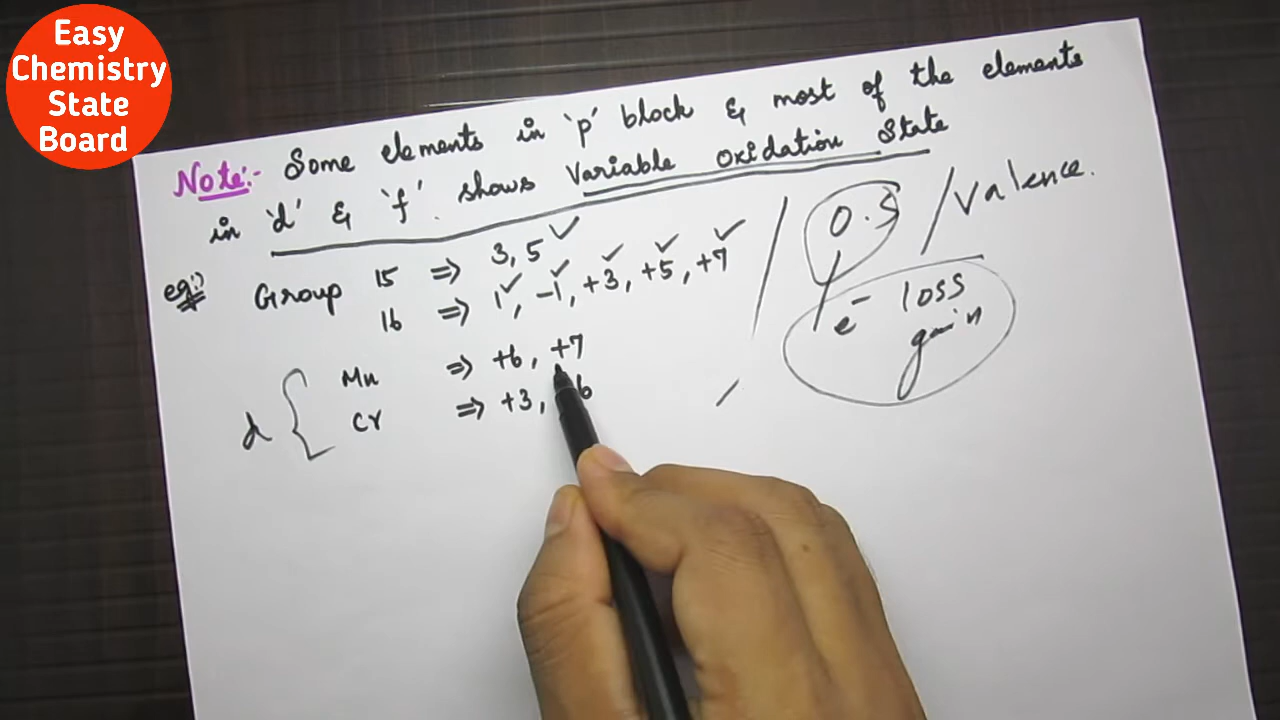 Easy
Chemistry
State
Board
Note:- Some elements in 'p' block & most of the elements
in 'd' & 'f'. shows Variable Oxidation State
eg:) Group 15 ⇒ 3, 5 ✓
16 ⇒ 1✓, -1✓, +3✓, +5✓, +7✓
/ O.S / Valence.
e⁻ loss
gain
d { Mn ⇒ +6, +7
Cr ⇒ +3, 6